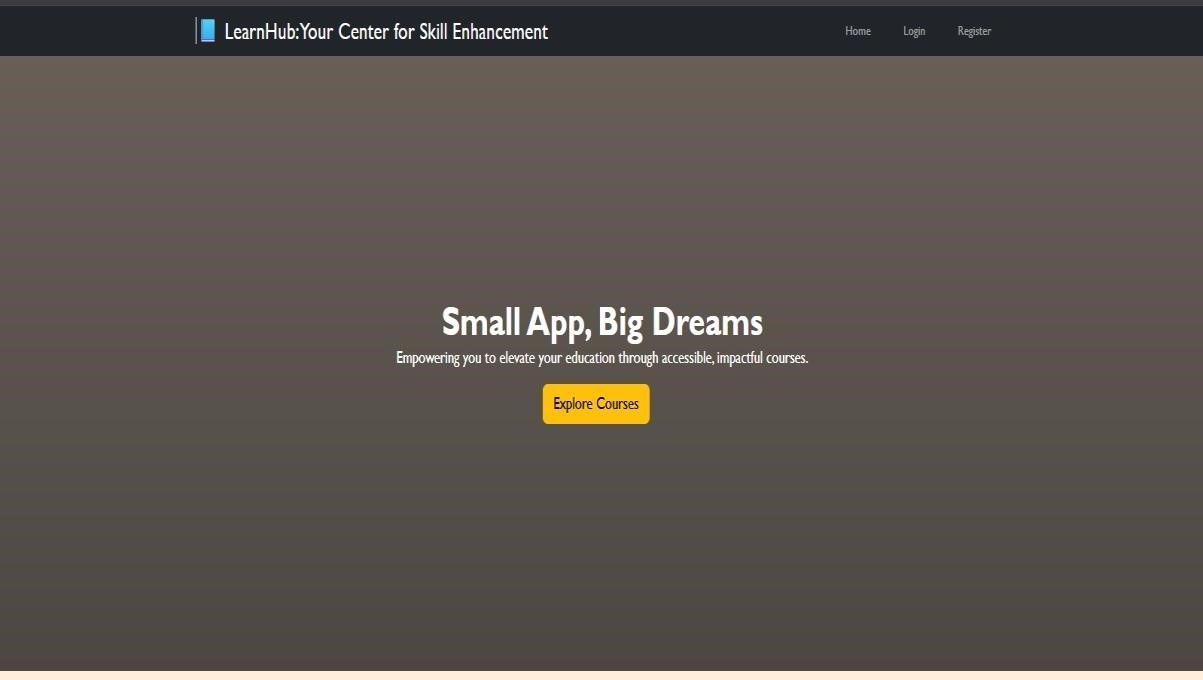 LearnHub:Your Center for Skill Enhancement
Home Login Register
Small App, Big Dreams
Empowering you to elevate your education through accessible, impactful courses.
Explore Courses